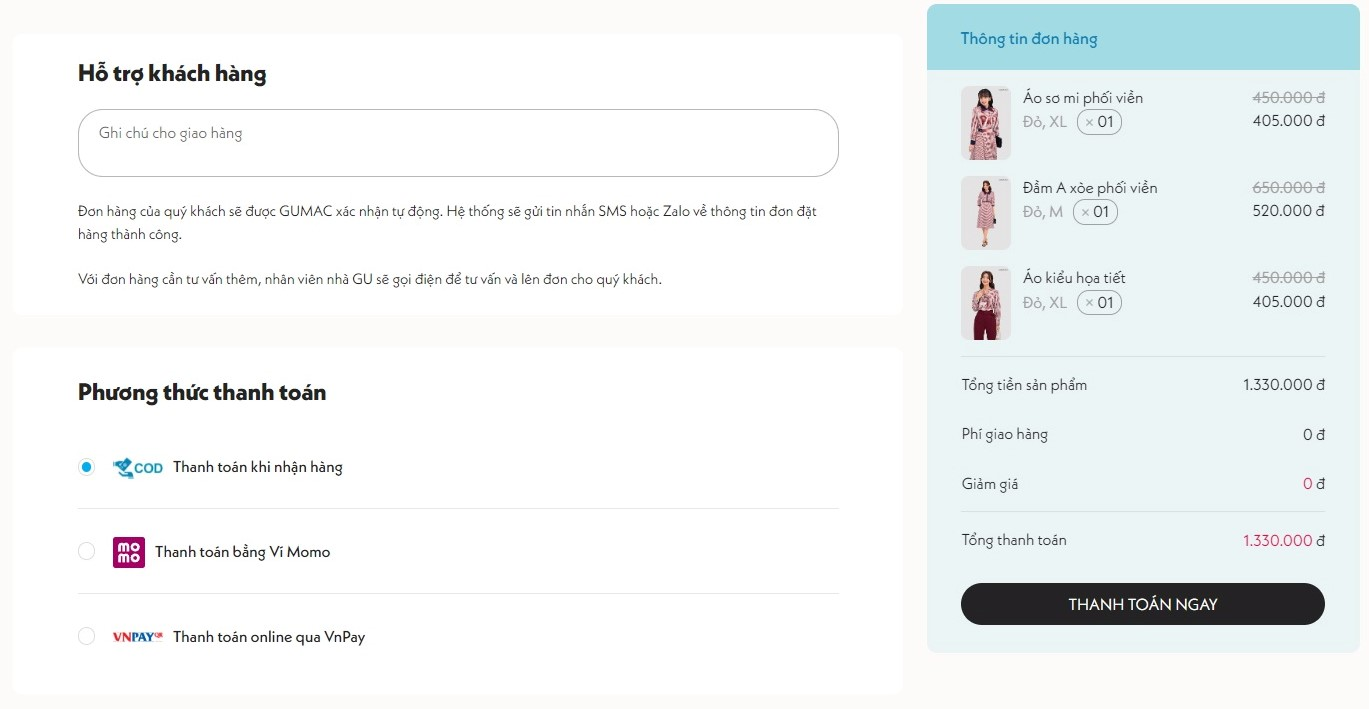 Hỗ trợ khách hàng
Ghi chú cho giao hàng
Đơn hàng của quý khách sẽ được GUMAC xác nhận tự động. Hệ thống sẽ gửi tin nhắn SMS hoặc Zalo về thông tin đơn đặt
hàng thành công.
Với đơn hàng cần tư vấn thêm, nhân viên nhà GU sẽ gọi điện để tư vấn và lên đơn cho quý khách.
Phương thức thanh toán
COD Thanh toán khi nhận hàng
mo
mo
Thanh toán bằng Ví Momo
VNPAY QR Thanh toán online qua VnPay
Thông tin đơn hàng
Áo sơ mi phối viền 450.000 đ
Đỏ, XL × 01 405.000 đ
Đầm A xòe phối viền 650.000 đ
Đỏ, M × 01 520.000 đ
Áo kiểu họa tiết 450.000 đ
Đỏ, XL × 01 405.000 đ
Tổng tiền sản phẩm 1.330.000 đ
Phí giao hàng 0 đ
Giảm giá 0 đ
Tổng thanh toán 1.330.000 đ
THANH TOÁN NGAY